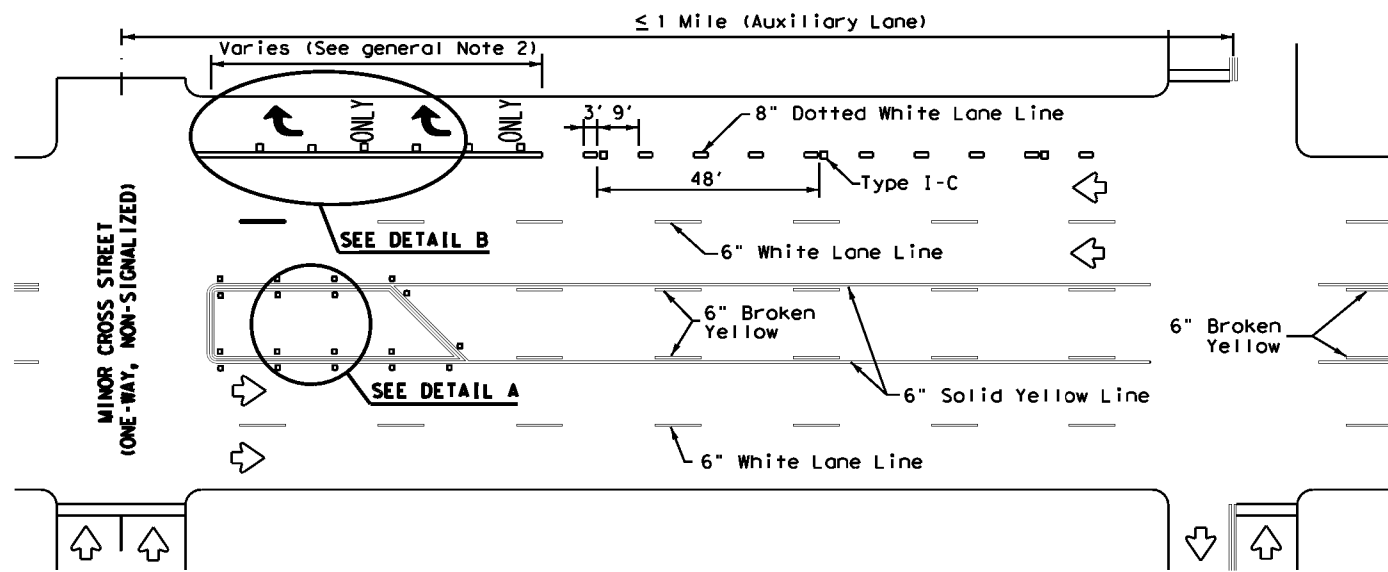 ≤ 1 Mile (Auxiliary Lane)
Varies (See general Note 2)
ONLY
ONLY
3' 9'
8" Dotted White Lane Line
48'
Type I-C
SEE DETAIL B
6" White Lane Line
MINOR CROSS STREET
(ONE-WAY, NON-SIGNALIZED)
6" Broken
Yellow
6" Broken
Yellow
SEE DETAIL A
6" Solid Yellow Line
6" White Lane Line